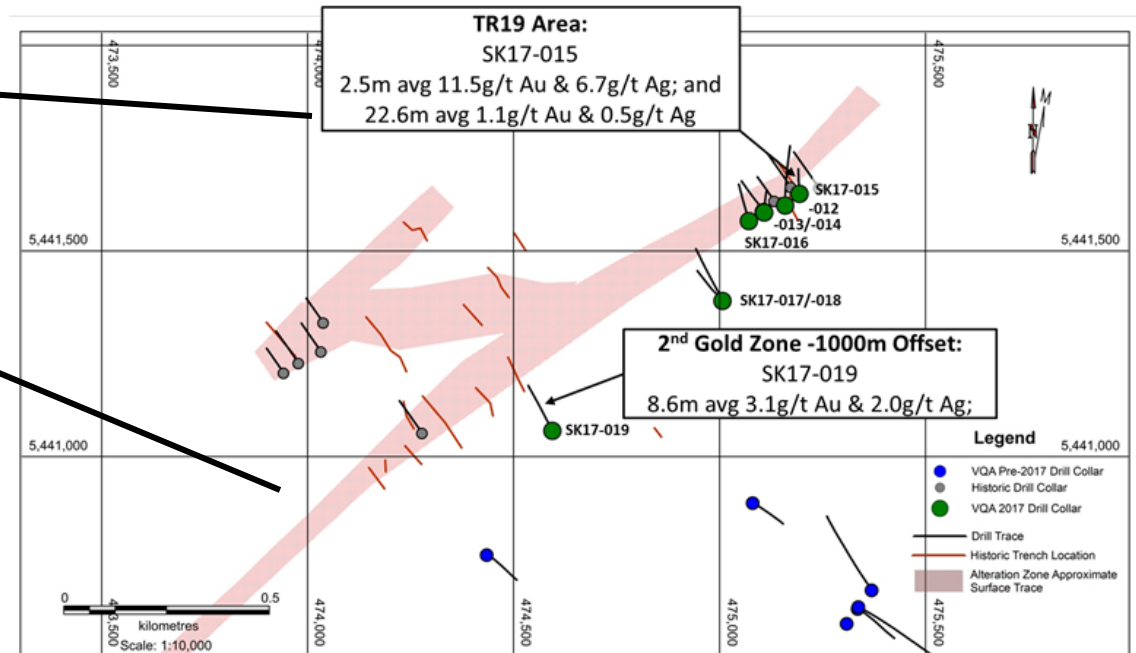 TR19 Area:
SK17-015
2.5m avg 11.5g/t Au & 6.7g/t Ag; and
22.6m avg 1.1g/t Au & 0.5g/t Ag
473,500
474,000
475,500
M
N
SK17-015
-012
-013/-014
SK17-016
5,441,500
5,441,500
SK17-017/-018
2nd Gold Zone -1000m Offset:
SK17-019
8.6m avg 3.1g/t Au & 2.0g/t Ag;
SK17-019
5,441,000
5,441,000
Legend
VQA Pre-2017 Drill Collar
Historic Drill Collar
VQA 2017 Drill Collar
Drill Trace
Historic Trench Location
Alteration Zone Approximate
Surface Trace
0 0.5
kilometres
Scale: 1:10,000
474,000
474,500
475,000
475,500